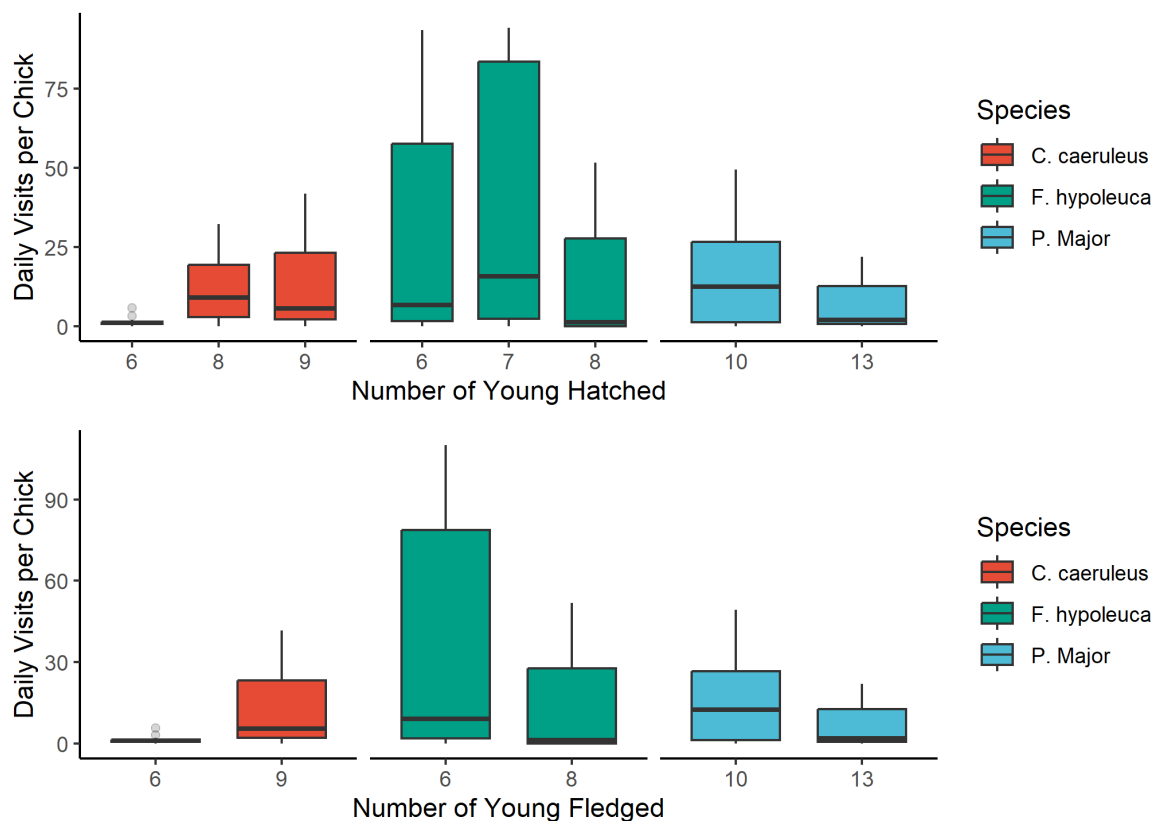 Daily Visits per Chick
75
50
25
0
6 8 9 6 7 8 10 13
Number of Young Hatched
Species
C. caeruleus
F. hypoleuca
P. Major
Daily Visits per Chick
90
60
30
0
6 9 6 8 10 13
Number of Young Fledged
Species
C. caeruleus
F. hypoleuca
P. Major